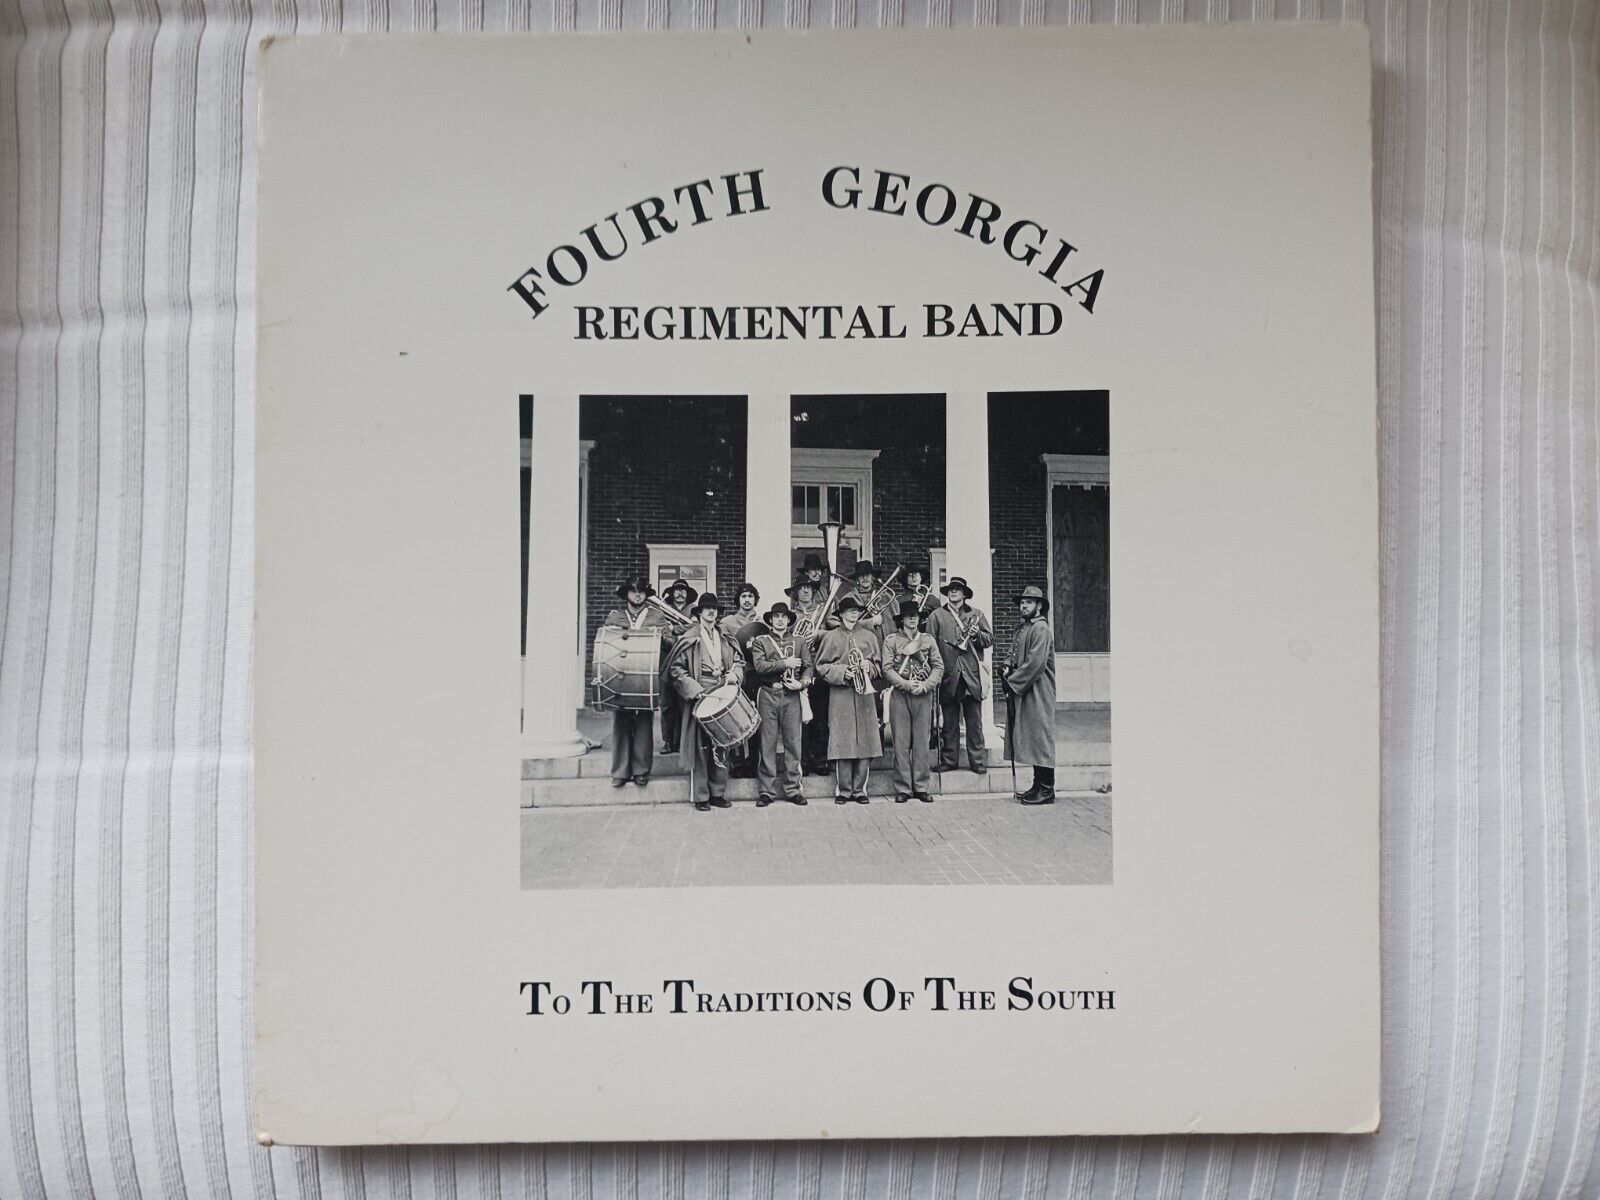 FOURTH GEORGIA
REGIMENTAL BAND
TO THE TRADITIONS OF THE SOUTH